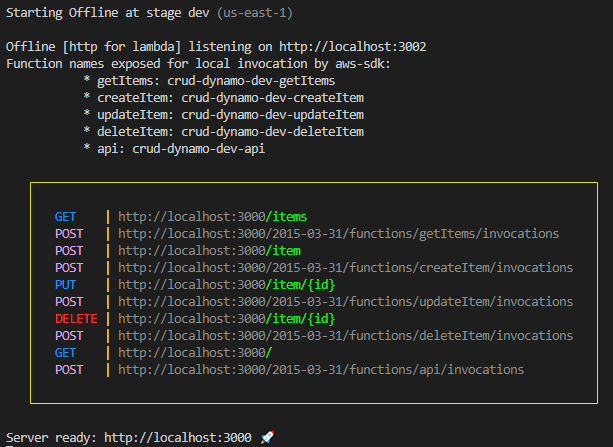 Starting Offline at stage dev (us-east-1)
Offline [http for lambda] listening on http://localhost:3002
Function names exposed for local invocation by aws-sdk:
* getItems: crud-dynamo-dev-getItems
* createItem: crud-dynamo-dev-createItem
* updateItem: crud-dynamo-dev-updateItem
* deleteItem: crud-dynamo-dev-deleteItem
* api: crud-dynamo-dev-api
GET | http://localhost:3000/items
POST | http://localhost:3000/2015-03-31/functions/getItems/invocations
POST | http://localhost:3000/item
POST | http://localhost:3000/2015-03-31/functions/createItem/invocations
PUT | http://localhost:3000/item/{id}
POST | http://localhost:3000/2015-03-31/functions/updateItem/invocations
DELETE | http://localhost:3000/item/{id}
POST | http://localhost:3000/2015-03-31/functions/deleteItem/invocations
GET | http://localhost:3000/
POST | http://localhost:3000/2015-03-31/functions/api/invocations
Server ready: http://localhost:3000 🚀